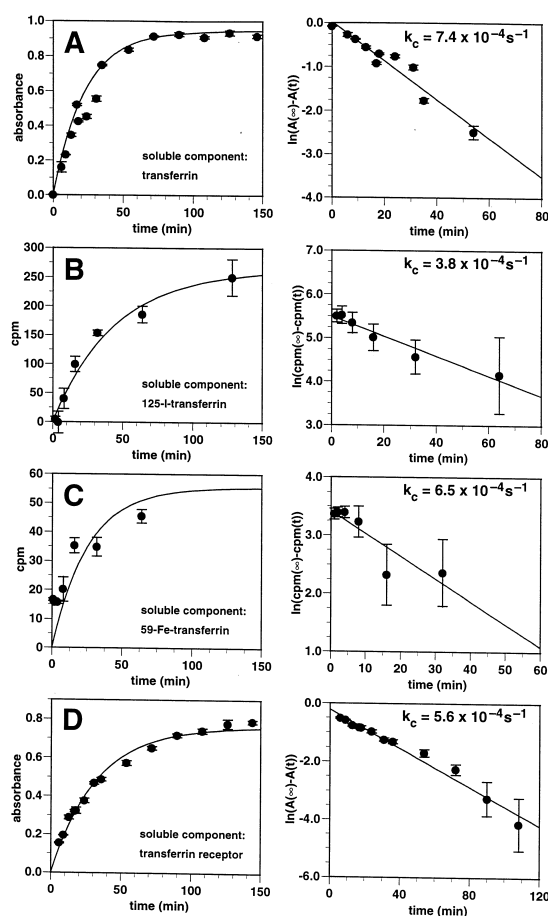 A
absorbance
1.0
0.8
0.6
0.4
0.2
0.0
soluble component:
transferrin
0 50 100 150
time (min)
ln(A(∞)-A(t))
0.0
-1.0
-2.0
-3.0
-4.0
kc = 7.4 x 10−4s−1
0 20 40 60 80
time (min)
B
cpm
300
250
200
150
100
50
0
soluble component:
125-I-transferrin
0 50 100 150
time (min)
ln(cpm(∞)-cpm(t))
7.0
6.0
5.0
4.0
3.0
kc = 3.8 x 10−4s−1
0 20 40 60 80
time (min)
C
cpm
60
50
40
30
20
10
0
soluble component:
59-Fe-transferrin
0 50 100 150
time (min)
ln(cpm(∞)-cpm(t))
4.0
3.0
2.0
1.0
kc = 6.5 x 10−4s−1
0 10 20 30 40 50 60
time (min)
D
absorbance
0.8
0.6
0.4
0.2
0.0
soluble component:
transferrin receptor
0 50 100 150
time (min)
ln(A(∞)-A(t))
0.0
-2.0
-4.0
-6.0
kc = 5.6 x 10−4s−1
0 40 80 120
time (min)